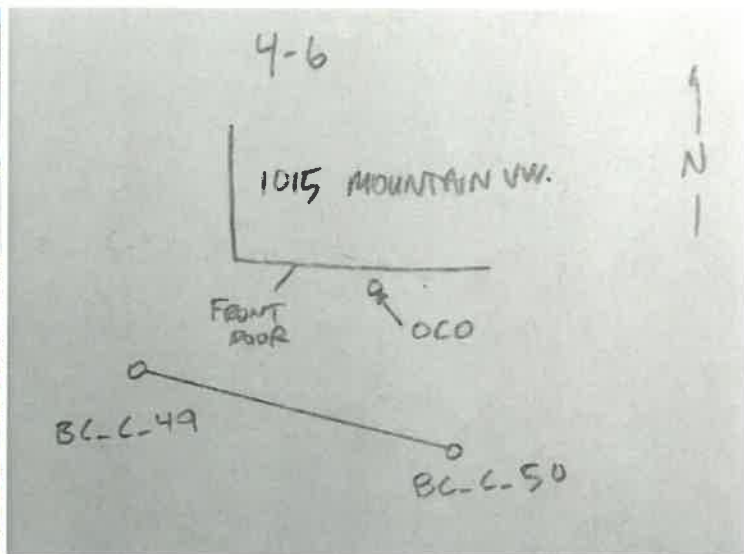 4-6
N
1015 MOUNTAIN VW.
FRONT
DOOR
OCO
BC_C_49
BC_C_50